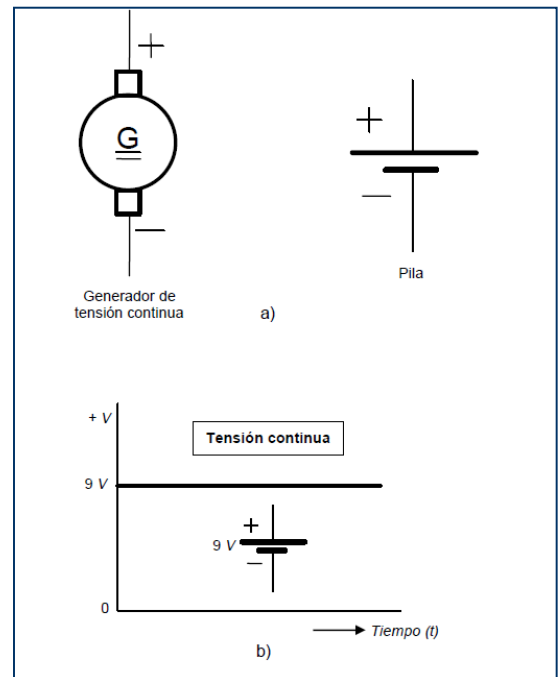 +
G
—
Generador de
tensión continua
+
—
Pila
a)
+ V
Tensión continua
9 V
+
9 V
—
0
Tiempo (t)
b)